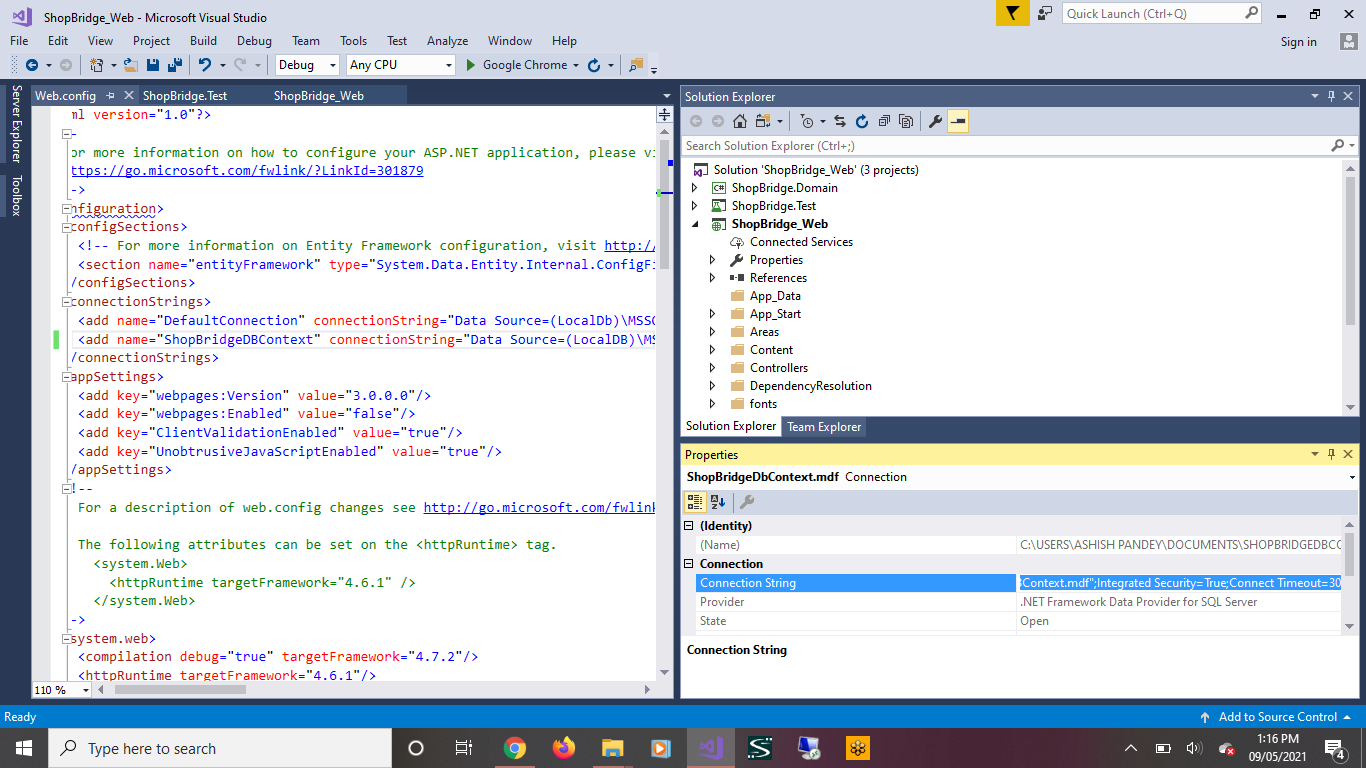 ShopBridge_Web - Microsoft Visual Studio
Quick Launch (Ctrl+Q)
File Edit View Project Build Debug Team Tools Test Analyze Window Help
Sign in
Debug Any CPU Google Chrome
Server Explorer
Toolbox
Web.config ShopBridge.Test ShopBridge_Web
ml version="1.0"?>
-
or more information on how to configure your ASP.NET application, please vi
ttps://go.microsoft.com/fwlink/?LinkId=301879
->
nfiguration>
configSections>
<!-- For more information on Entity Framework configuration, visit http:/
<section name="entityFramework" type="System.Data.Entity.Internal.ConfigFi
/configSections>
connectionStrings>
<add name="DefaultConnection" connectionString="Data Source=(LocalDb)\MSSQ
<add name="ShopBridgeDBContext" connectionString="Data Source=(LocalDB)\MS
/connectionStrings>
appSettings>
<add key="webpages:Version" value="3.0.0.0"/>
<add key="webpages:Enabled" value="false"/>
<add key="ClientValidationEnabled" value="true"/>
<add key="UnobtrusiveJavaScriptEnabled" value="true"/>
/appSettings>
!--
For a description of web.config changes see http://go.microsoft.com/fwlink
The following attributes can be set on the <httpRuntime> tag.
<system.Web>
<httpRuntime targetFramework="4.6.1" />
</system.Web>
->
system.web>
<compilation debug="true" targetFramework="4.7.2"/>
<httpRuntime targetFramework="4.6.1"/>
110 %
Solution Explorer
Search Solution Explorer (Ctrl+;)
Solution 'ShopBridge_Web' (3 projects)
C# ShopBridge.Domain
ShopBridge.Test
ShopBridge_Web
Connected Services
Properties
References
App_Data
App_Start
Areas
Content
Controllers
DependencyResolution
fonts
Solution Explorer Team Explorer
Properties
ShopBridgeDbContext.mdf Connection
(Identity)
(Name) C:\USERS\ASHISH PANDEY\DOCUMENTS\SHOPBRIDGEDBCO
Connection
Connection String Context.mdf";Integrated Security=True;Connect Timeout=30
Provider .NET Framework Data Provider for SQL Server
State Open
Connection String
Ready
Add to Source Control
Type here to search
1:16 PM
09/05/2021
4